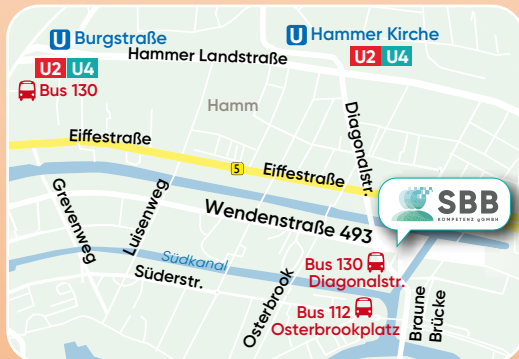 U Burgstraße
U2 U4
Bus 130
U Hammer Kirche
U2 U4
Hammer Landstraße
Hamm
Diagonalstr.
Eiffestraße
5
Eiffestraße
SBB
KOMPETENZ gGMBH
Grevenweg
Luisenweg
Wendenstraße 493
Südkanal
Süderstr.
Bus 130
Diagonalstr.
Osterbrook
Bus 112
Osterbrookplatz
Braune
Brücke